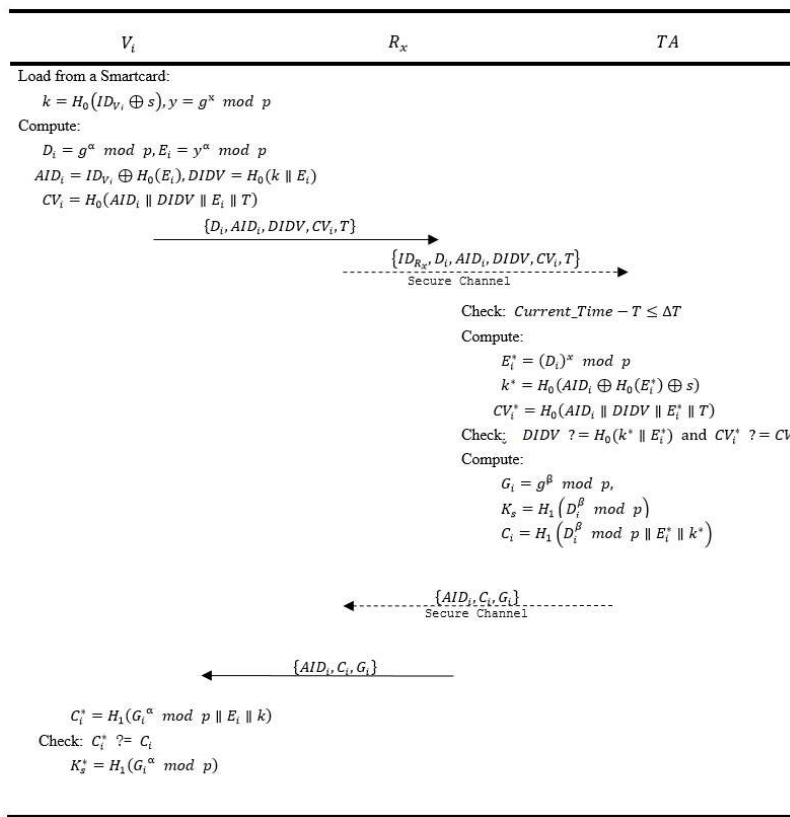 V_i R_x TA
Load from a Smartcard:
k = H_0(ID_{V_i} ⊕ s), y = g^x mod p
Compute:
D_i = g^α mod p, E_i = y^α mod p
AID_i = ID_{V_i} ⊕ H_0(E_i), DIDV = H_0(k ∥ E_i)
CV_i = H_0(AID_i ∥ DIDV ∥ E_i ∥ T)
{D_i, AID_i, DIDV, CV_i, T}
{ID_{R_x}, D_i, AID_i, DIDV, CV_i, T}
Secure Channel
Check: Current_Time − T ≤ ΔT
Compute:
E_i^* = (D_i)^x mod p
k^* = H_0(AID_i ⊕ H_0(E_i^*) ⊕ s)
CV_i^* = H_0(AID_i ∥ DIDV ∥ E_i^* ∥ T)
Check: DIDV ?= H_0(k^* ∥ E_i^*) and CV_i^* ?= CV
Compute:
G_i = g^β mod p,
K_s = H_1(D_i^β mod p)
C_i = H_1(D_i^β mod p ∥ E_i^* ∥ k^*)
{AID_i, C_i, G_i}
Secure Channel
{AID_i, C_i, G_i}
C_i^* = H_1(G_i^α mod p ∥ E_i ∥ k)
Check: C_i^* ?= C_i
K_s^* = H_1(G_i^α mod p)